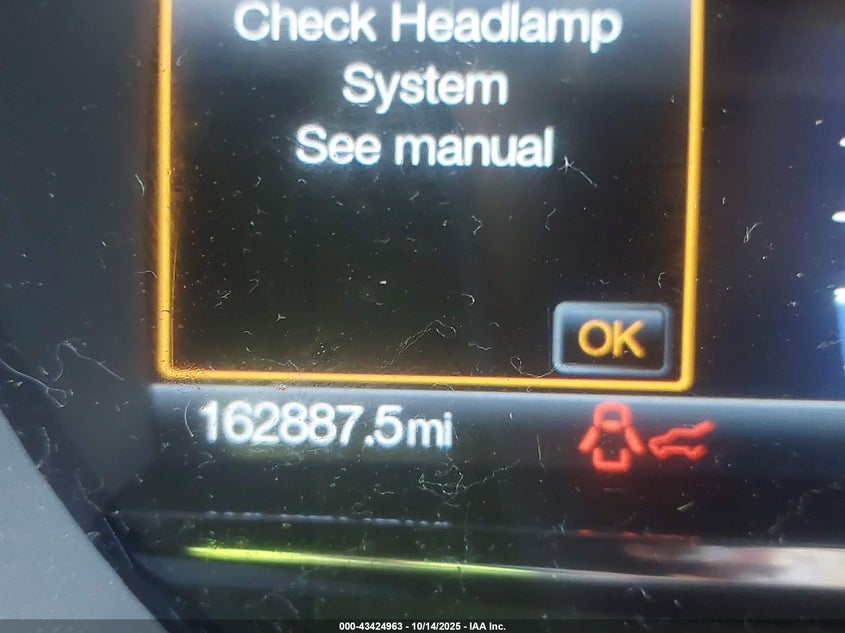 Check Headlamp
System
See manual
OK
162887.5mi
000-43424963 - 10/14/2025 - IAA Inc.